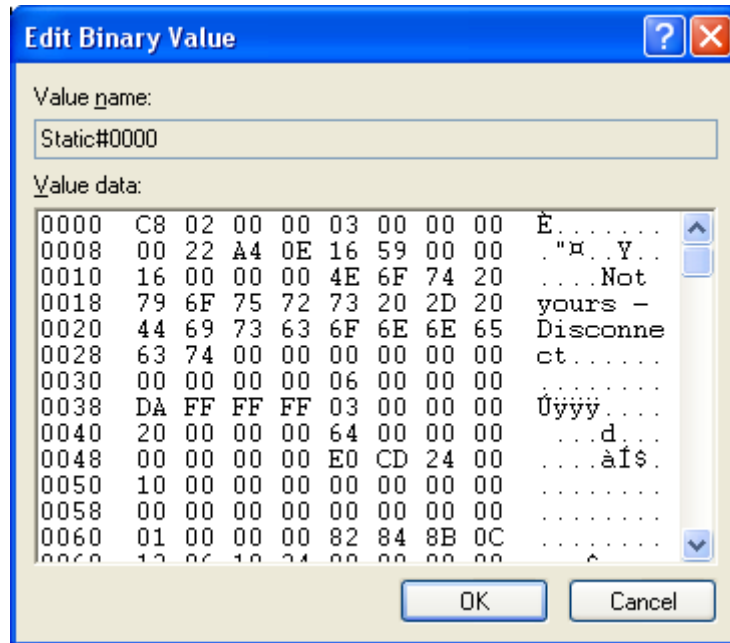 Edit Binary Value
Value name:
Static#0000
Value data:
0000 C8 02 00 00 03 00 00 00 È.......
0008 00 22 A4 0E 16 59 00 00 ."¤..Y..
0010 16 00 00 00 4E 6F 74 20 ....Not
0018 79 6F 75 72 73 20 2D 20 yours -
0020 44 69 73 63 6F 6E 6E 65 Disconne
0028 63 74 00 00 00 00 00 00 ct......
0030 00 00 00 00 06 00 00 00 ........
0038 DA FF FF FF 03 00 00 00 Úÿÿÿ....
0040 20 00 00 00 64 00 00 00  ...d...
0048 00 00 00 00 E0 CD 24 00 ....àÍ$.
0050 10 00 00 00 00 00 00 00 ........
0058 00 00 00 00 00 00 00 00 ........
0060 01 00 00 00 82 84 8B 0C ........
OK Cancel